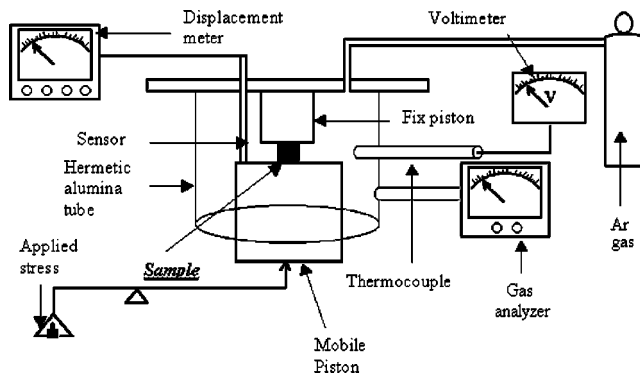 Displacement
meter
Voltimeter
V
Fix piston
Sensor
Hermetic
alumina
tube
Applied
stress
Sample
Thermocouple
Ar
gas
Gas
analyzer
Mobile
Piston